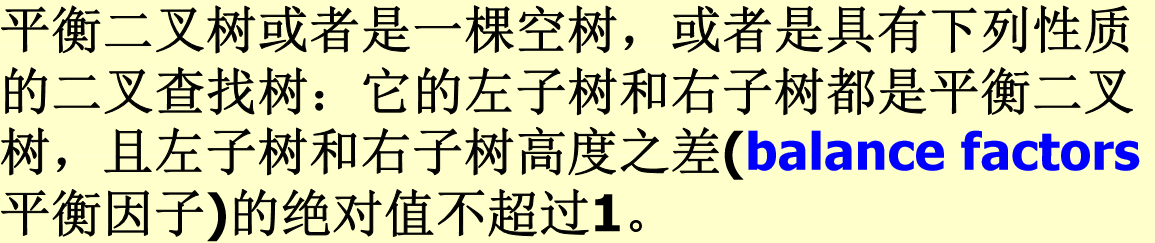 平衡二叉树或者是一棵空树，或者是具有下列性质
的二叉查找树：它的左子树和右子树都是平衡二叉
树，且左子树和右子树高度之差(balance factors
平衡因子)的绝对值不超过1。